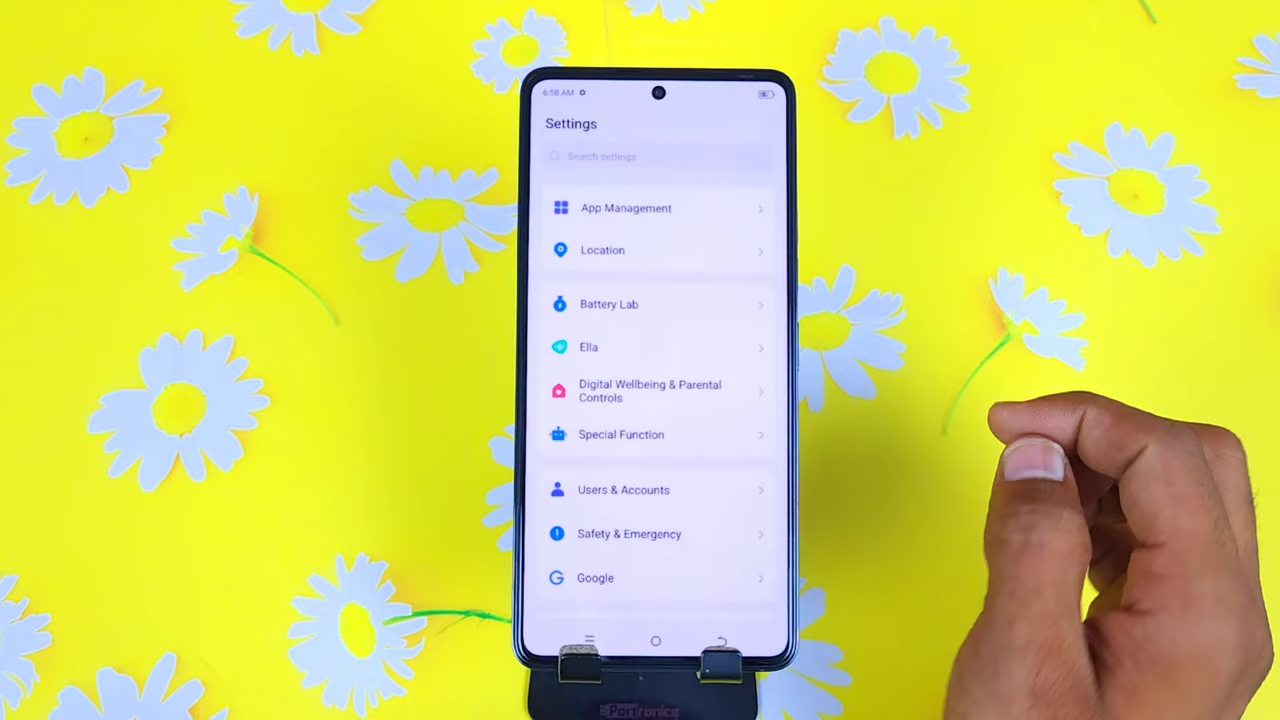 6:58 AM
Settings
Search settings
App Management
Location
Battery Lab
Ella
Digital Wellbeing & Parental
Controls
Special Function
Users & Accounts
Safety & Emergency
Google
Portronics